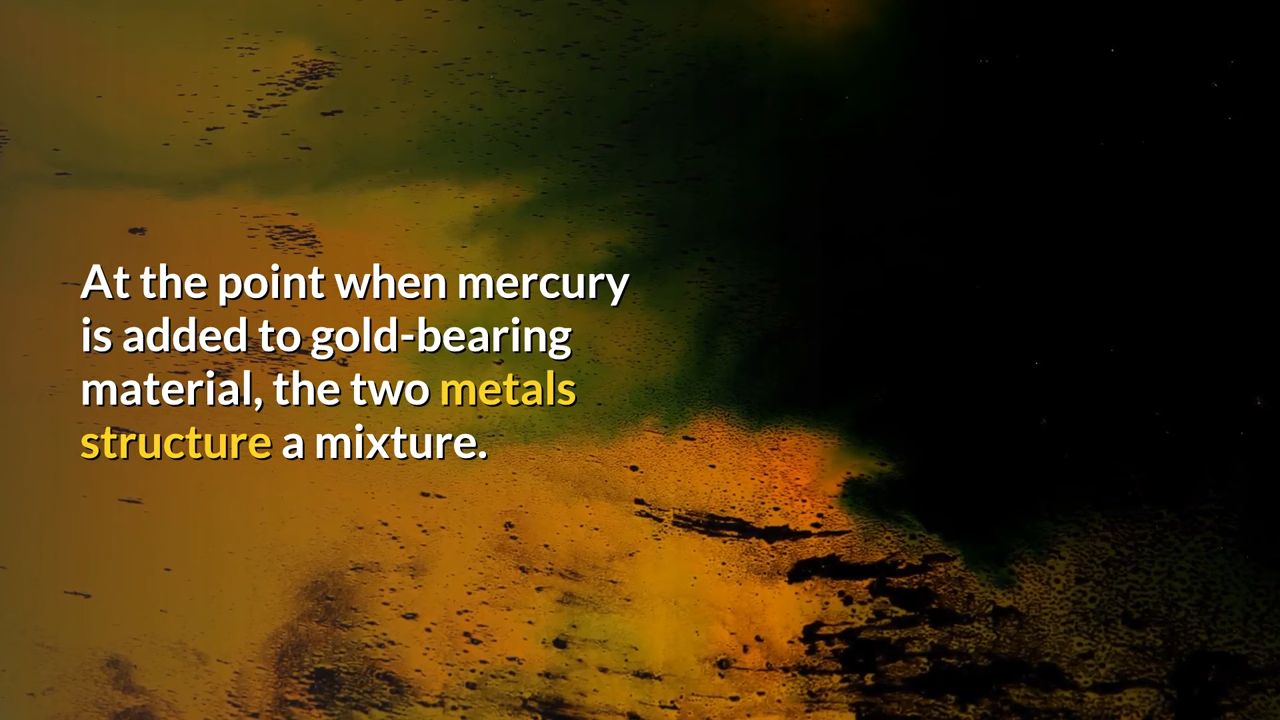 At the point when mercury
is added to gold-bearing
material, the two metals
structure a mixture.